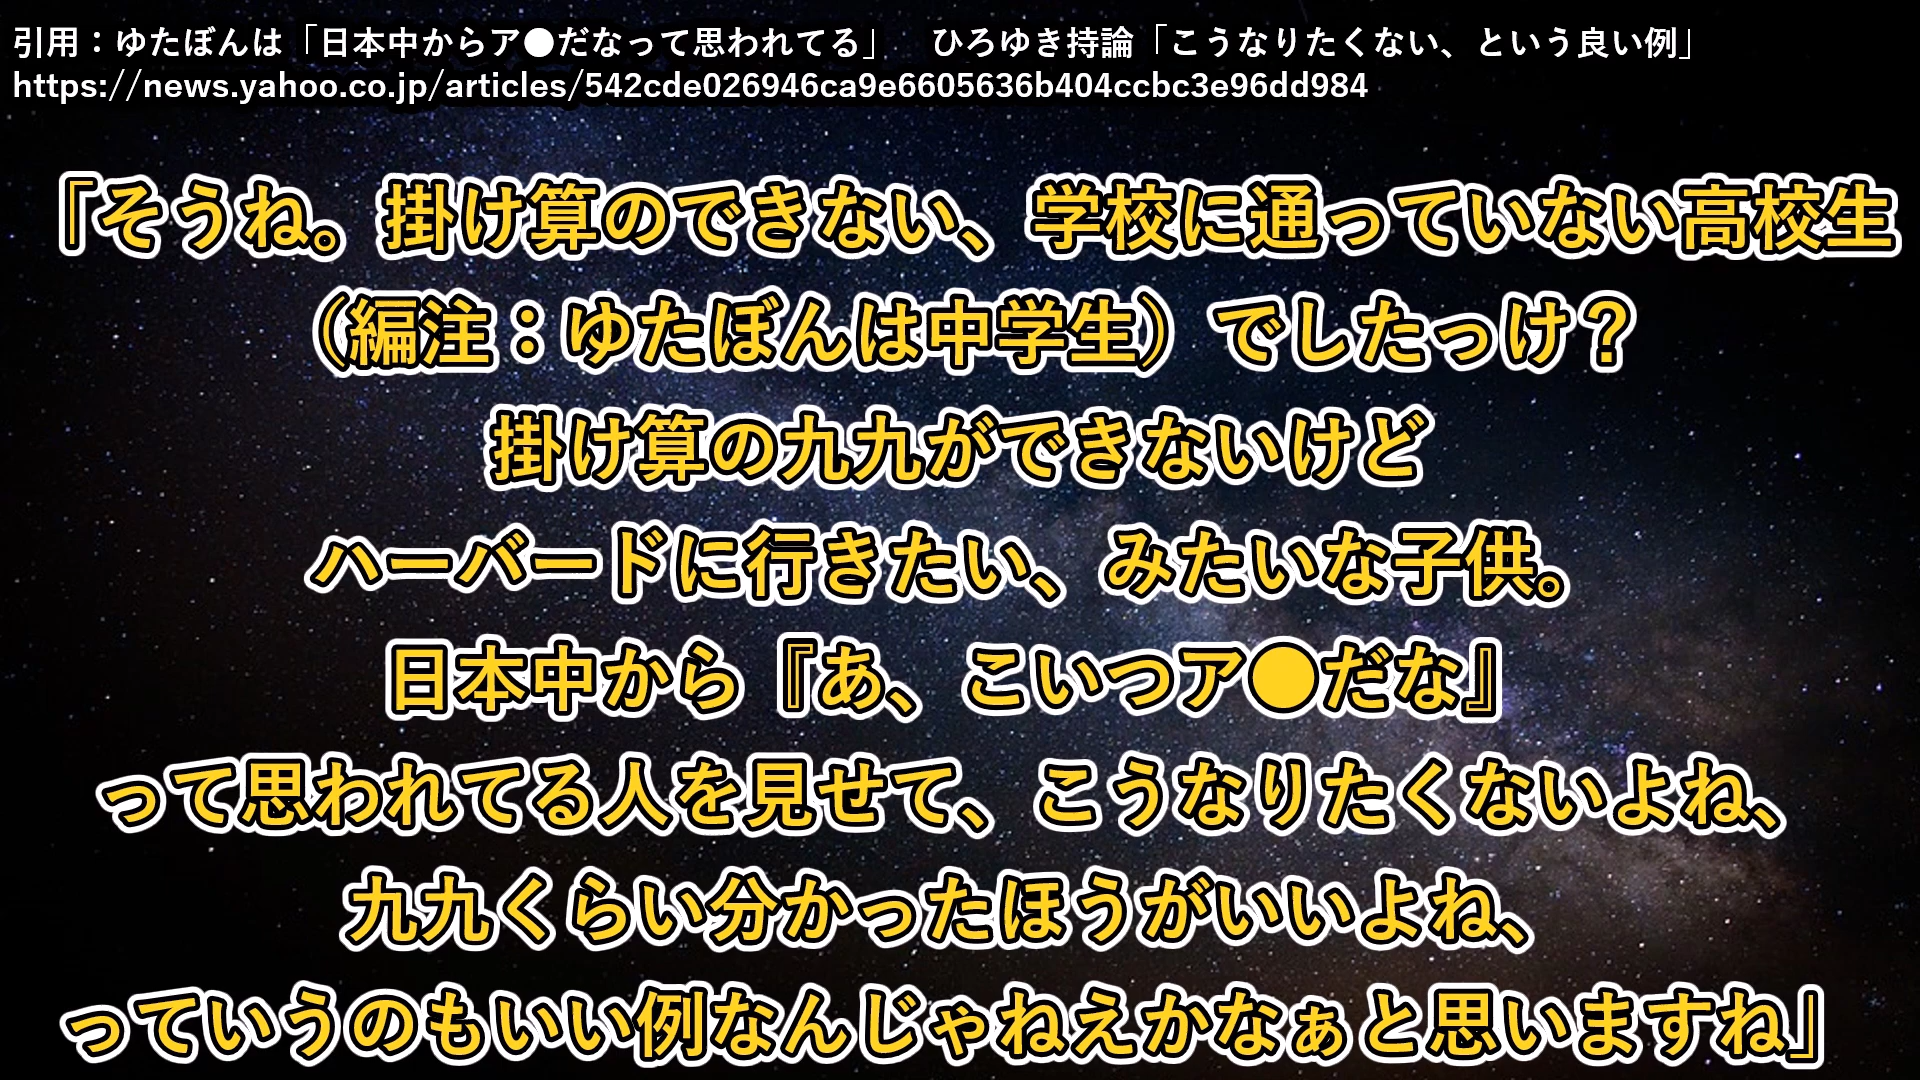 引用：ゆたぼんは「日本中からア●だなって思われてる」　ひろゆき持論「こうなりたくない、という良い例」
https://news.yahoo.co.jp/articles/542cde026946ca9e6605636b404ccbc3e96dd984
「そうね。掛け算のできない、学校に通っていない高校生
（編注：ゆたぼんは中学生）でしたっけ？
掛け算の九九ができないけど
ハーバードに行きたい、みたいな子供。
日本中から『あ、こいつア●だな』
って思われてる人を見せて、こうなりたくないよね、
九九くらい分かったほうがいいよね、
っていうのもいい例なんじゃねえかなぁと思いますね」